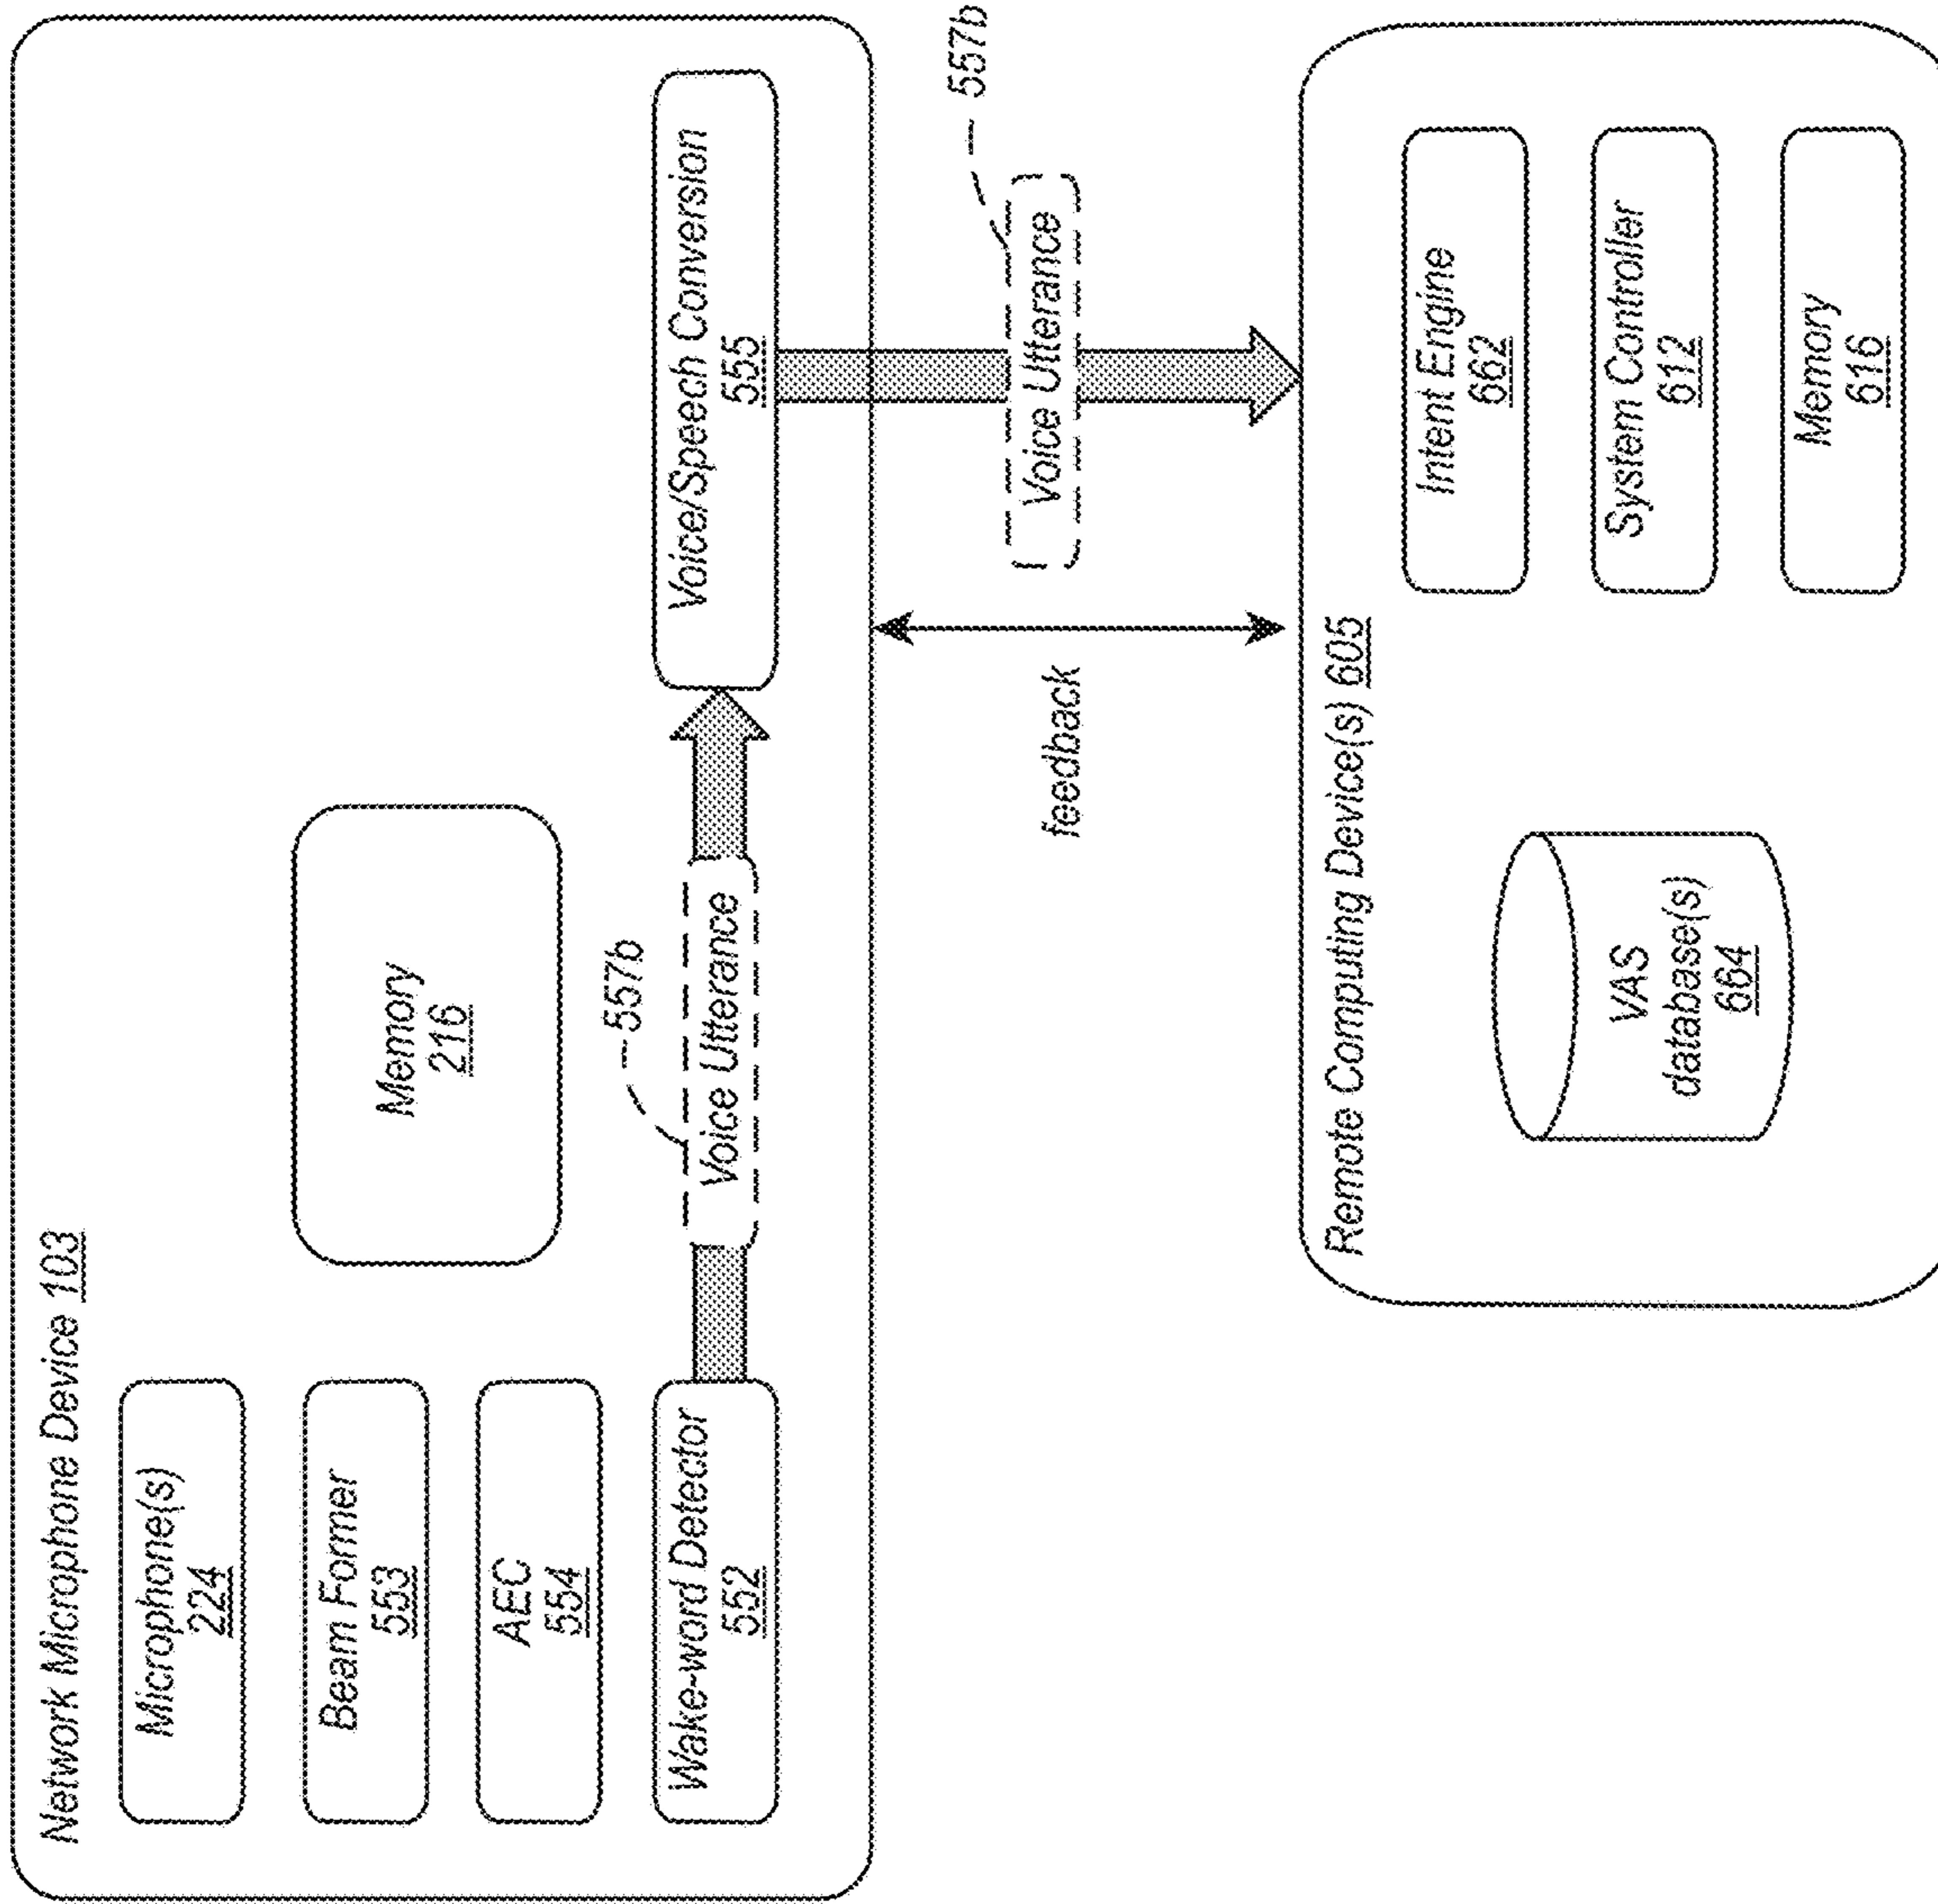 Network Microphone Device 103
Microphone(s)
224
Beam Former
553
AEC
554
Wake-word Detector
552
Memory
216
557b
Voice Utterance
Voice/Speech Conversion
555
feedback
Voice Utterance
557b
Remote Computing Device(s) 605
VAS
database(s)
664
Intent Engine
662
System Controller
612
Memory
616